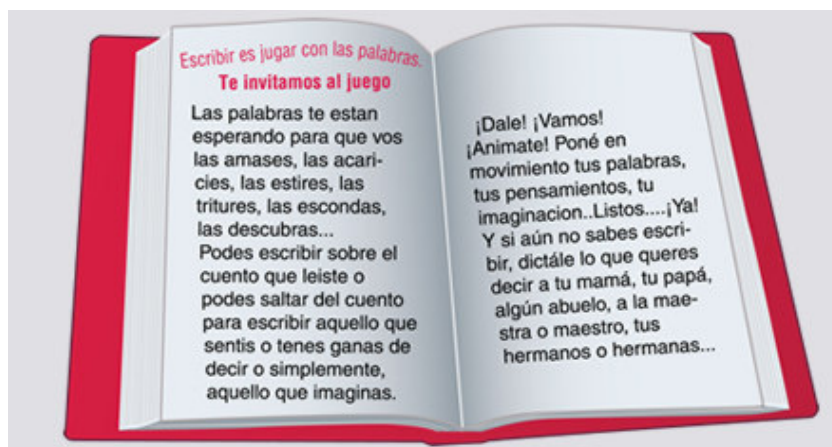 Escribir es jugar con las palabras.
Te invitamos al juego
Las palabras te estan
esperando para que vos
las amases, las acari-
cies, las estires, las
tritures, las escondas,
las descubras...
Podes escribir sobre el
cuento que leiste o
podes saltar del cuento
para escribir aquello que
sentis o tenes ganas de
decir o simplemente,
aquello que imaginas.
¡Dale! ¡Vamos!
¡Animate! Poné en
movimiento tus palabras,
tus pensamientos, tu
imaginacion..Listos....¡Ya!
Y si aún no sabes escri-
bir, dictále lo que queres
decir a tu mamá, tu papá,
algún abuelo, a la mae-
stra o maestro, tus
hermanos o hermanas...